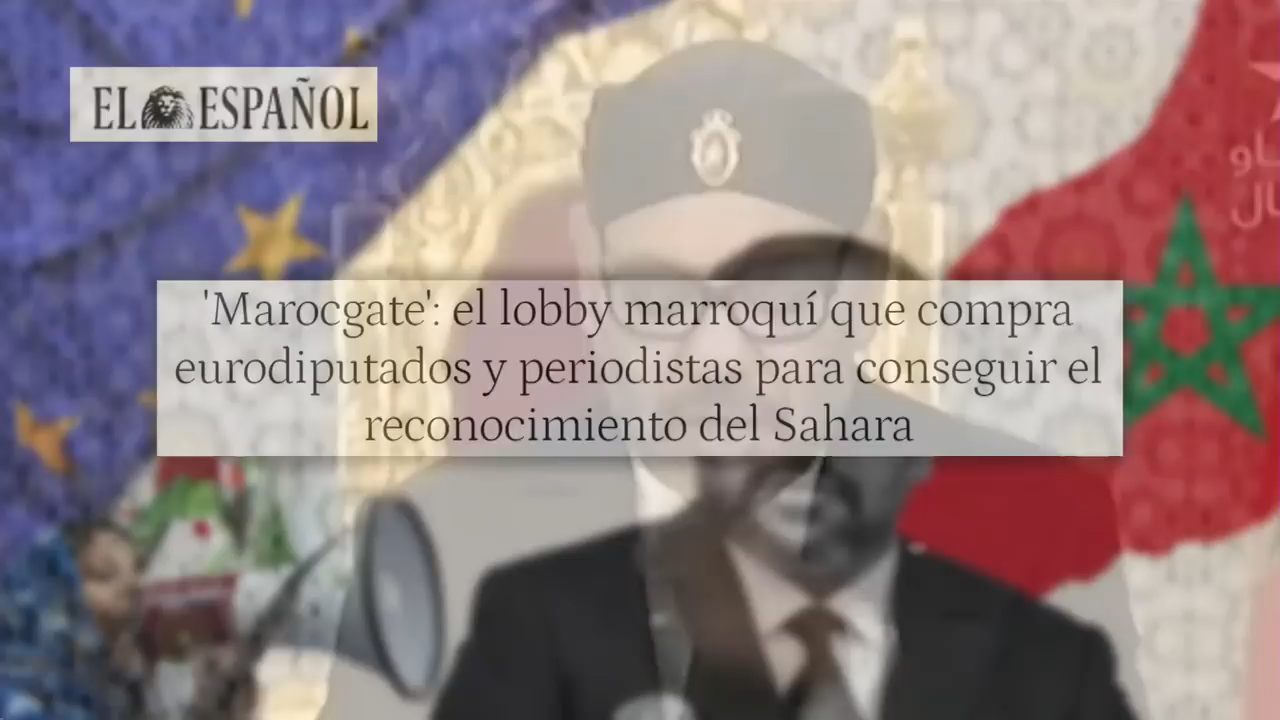 EL ESPAÑOL
'Marocgate': el lobby marroquí que compra
eurodiputados y periodistas para conseguir el
reconocimiento del Sahara